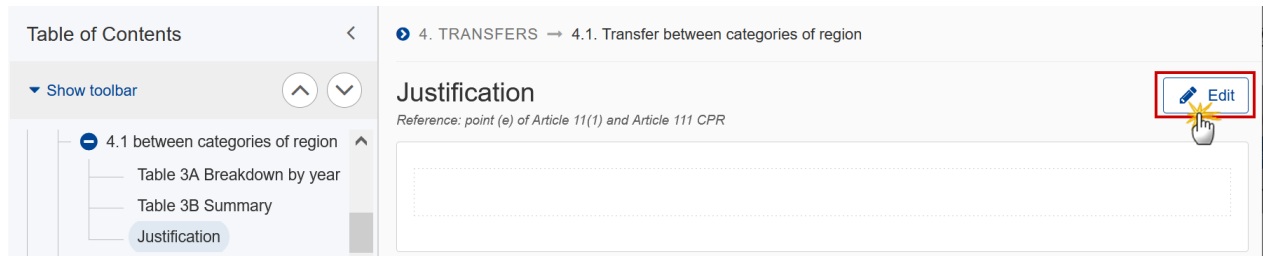 Table of Contents
Show toolbar
4.1 between categories of region
Table 3A Breakdown by year
Table 3B Summary
Justification
4. TRANSFERS → 4.1. Transfer between categories of region
Justification
Edit
Reference: point (e) of Article 11(1) and Article 111 CPR